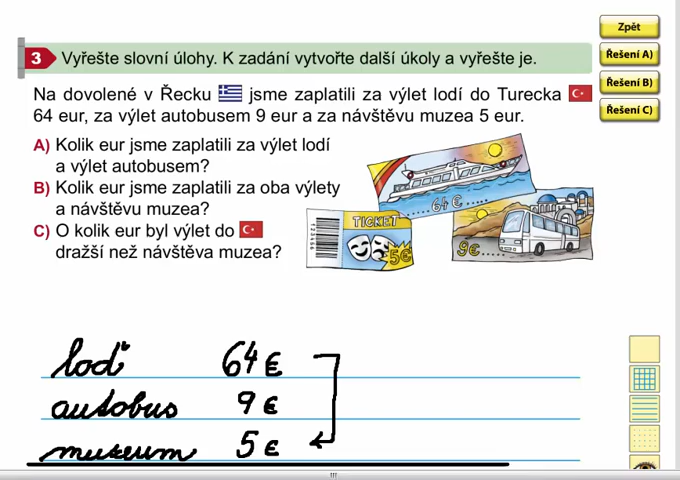 Zpět
3 Vyřešte slovní úlohy. K zadání vytvořte další úkoly a vyřešte je.
Řešení A)
Řešení B)
Řešení C)
Na dovolené v Řecku jsme zaplatili za výlet lodí do Turecka
64 eur, za výlet autobusem 9 eur a za návštěvu muzea 5 eur.
A) Kolik eur jsme zaplatili za výlet lodí
a výlet autobusem?
B) Kolik eur jsme zaplatili za oba výlety
a návštěvu muzea?
C) O kolik eur byl výlet do
dražší než návštěva muzea?
64 €
TICKET
5€
9€
loď 64 €
autobus 9 €
muzeum 5 €